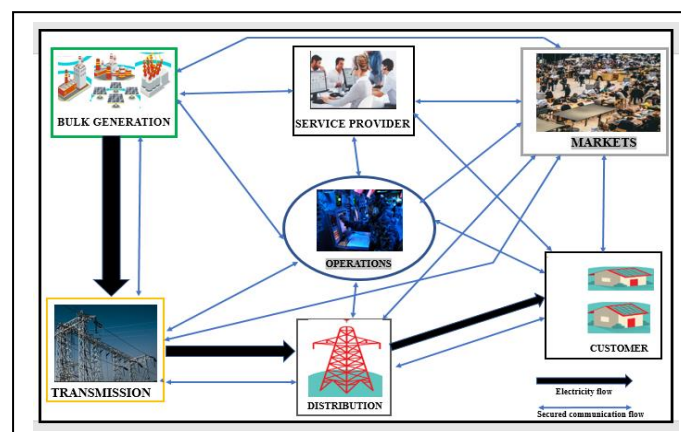 BULK GENERATION
SERVICE PROVIDER
MARKETS
OPERATIONS
TRANSMISSION
DISTRIBUTION
CUSTOMER
Electricity flow
Secured communication flow